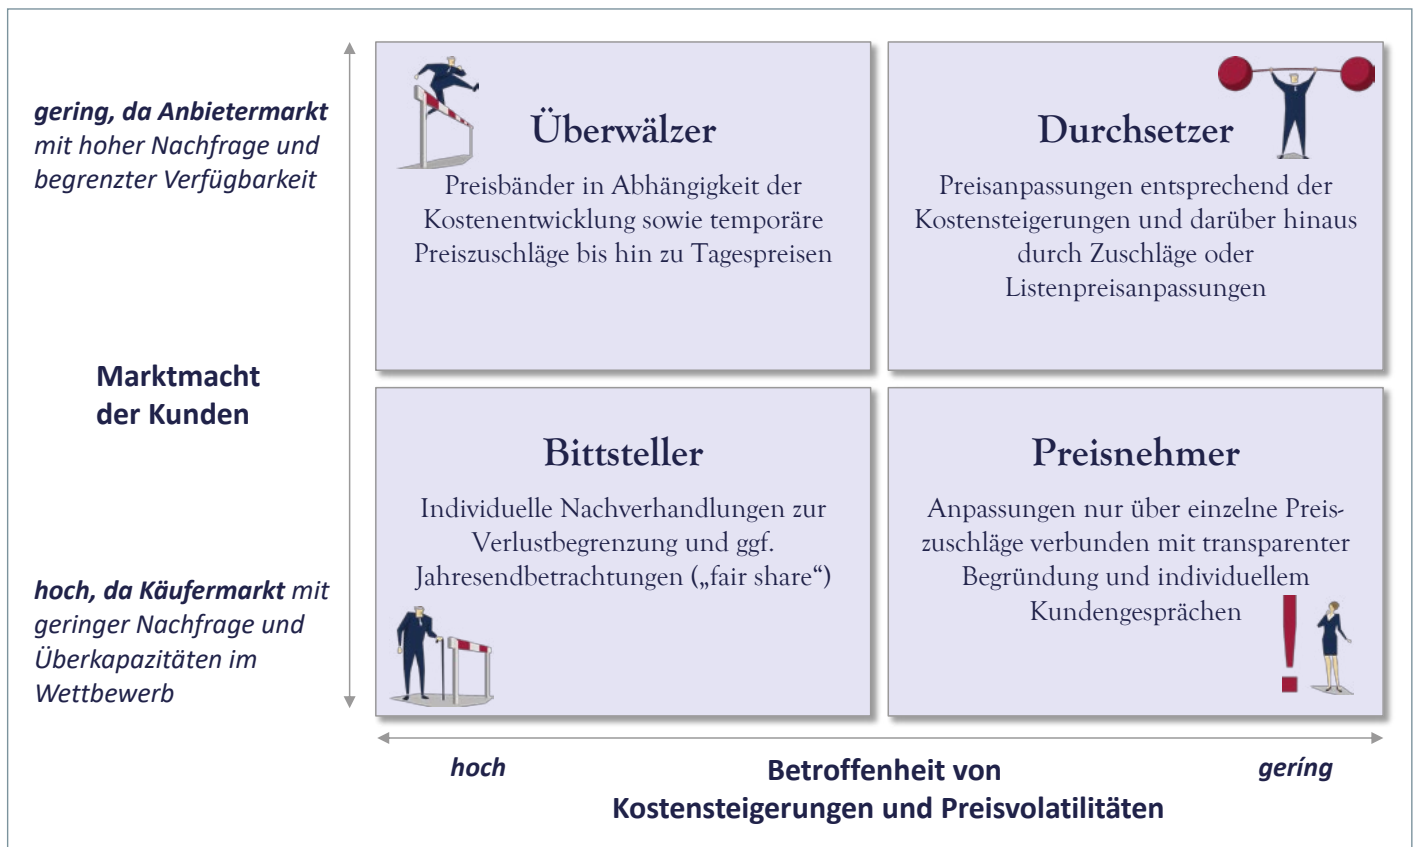 gering, da Anbietermarkt
mit hoher Nachfrage und
begrenzter Verfügbarkeit
Marktmacht
der Kunden
hoch, da Käufermarkt mit
geringer Nachfrage und
Überkapazitäten im
Wettbewerb
Überwälzer
Preisbänder in Abhängigkeit der
Kostenentwicklung sowie temporäre
Preiszuschläge bis hin zu Tagespreisen
Durchsetzer
Preisanpassungen entsprechend der
Kostensteigerungen und darüber hinaus
durch Zuschläge oder
Listenpreisanpassungen
Bittsteller
Individuelle Nachverhandlungen zur
Verlustbegrenzung und ggf.
Jahresendbetrachtungen („fair share“)
Preisnehmer
Anpassungen nur über einzelne Preis-
zuschläge verbunden mit transparenter
Begründung und individuellem
Kundengesprächen
hoch
Betroffenheit von
Kostensteigerungen und Preisvolatilitäten
geríng